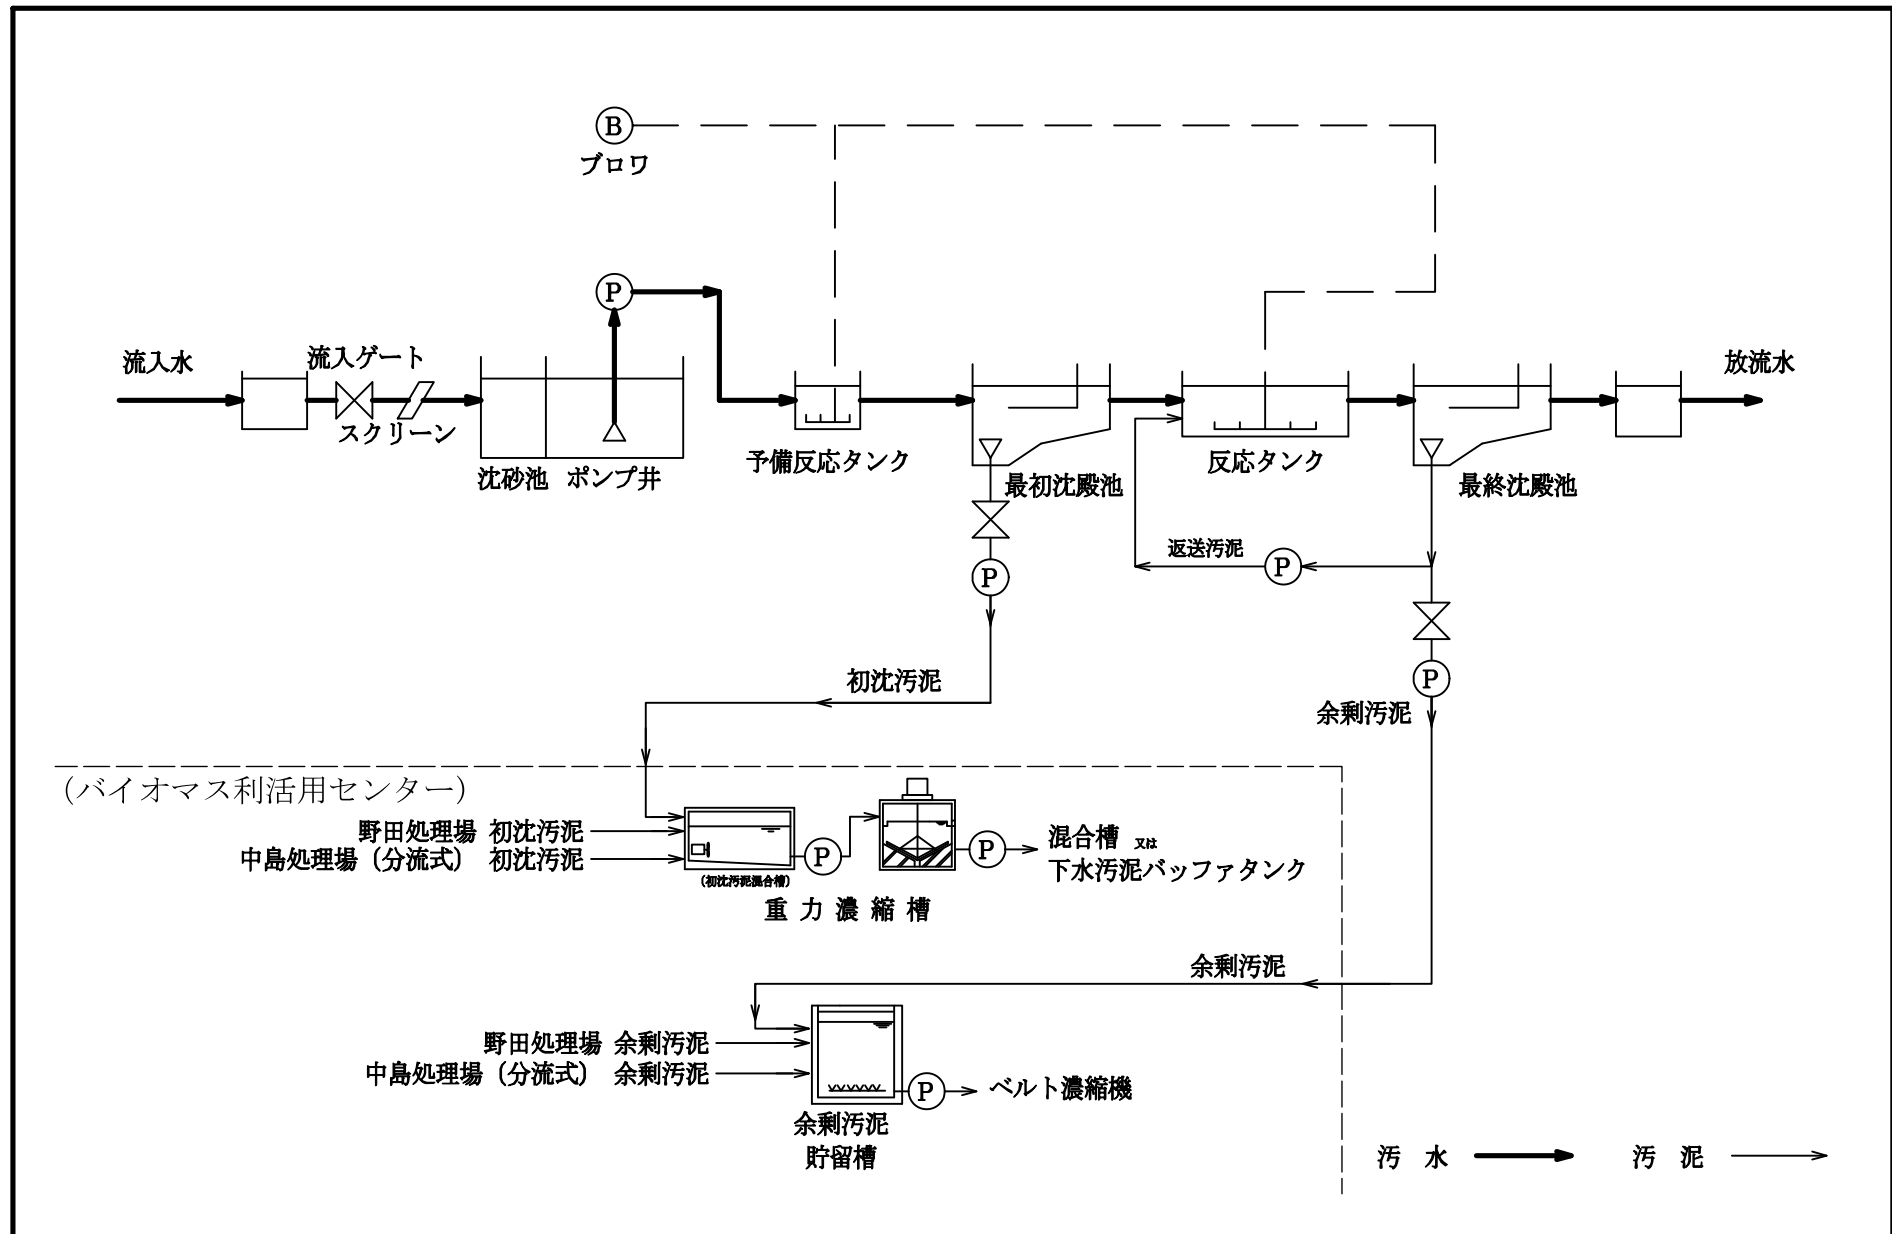 B
ブロワ
P
流入水
流入ゲート
スクリーン
沈砂池 ポンプ井
予備反応タンク
最初沈殿池
反応タンク
最終沈殿池
放流水
返送汚泥
P
P
P
初沈汚泥
余剰汚泥
(バイオマス利活用センター)
野田処理場 初沈汚泥
中島処理場(分流式) 初沈汚泥
(初沈汚泥混合槽)
P
P
混合槽 又は
下水汚泥バッファタンク
重力濃縮槽
余剰汚泥
野田処理場 余剰汚泥
中島処理場(分流式) 余剰汚泥
P
ベルト濃縮機
余剰汚泥
貯留槽
汚 水
汚 泥